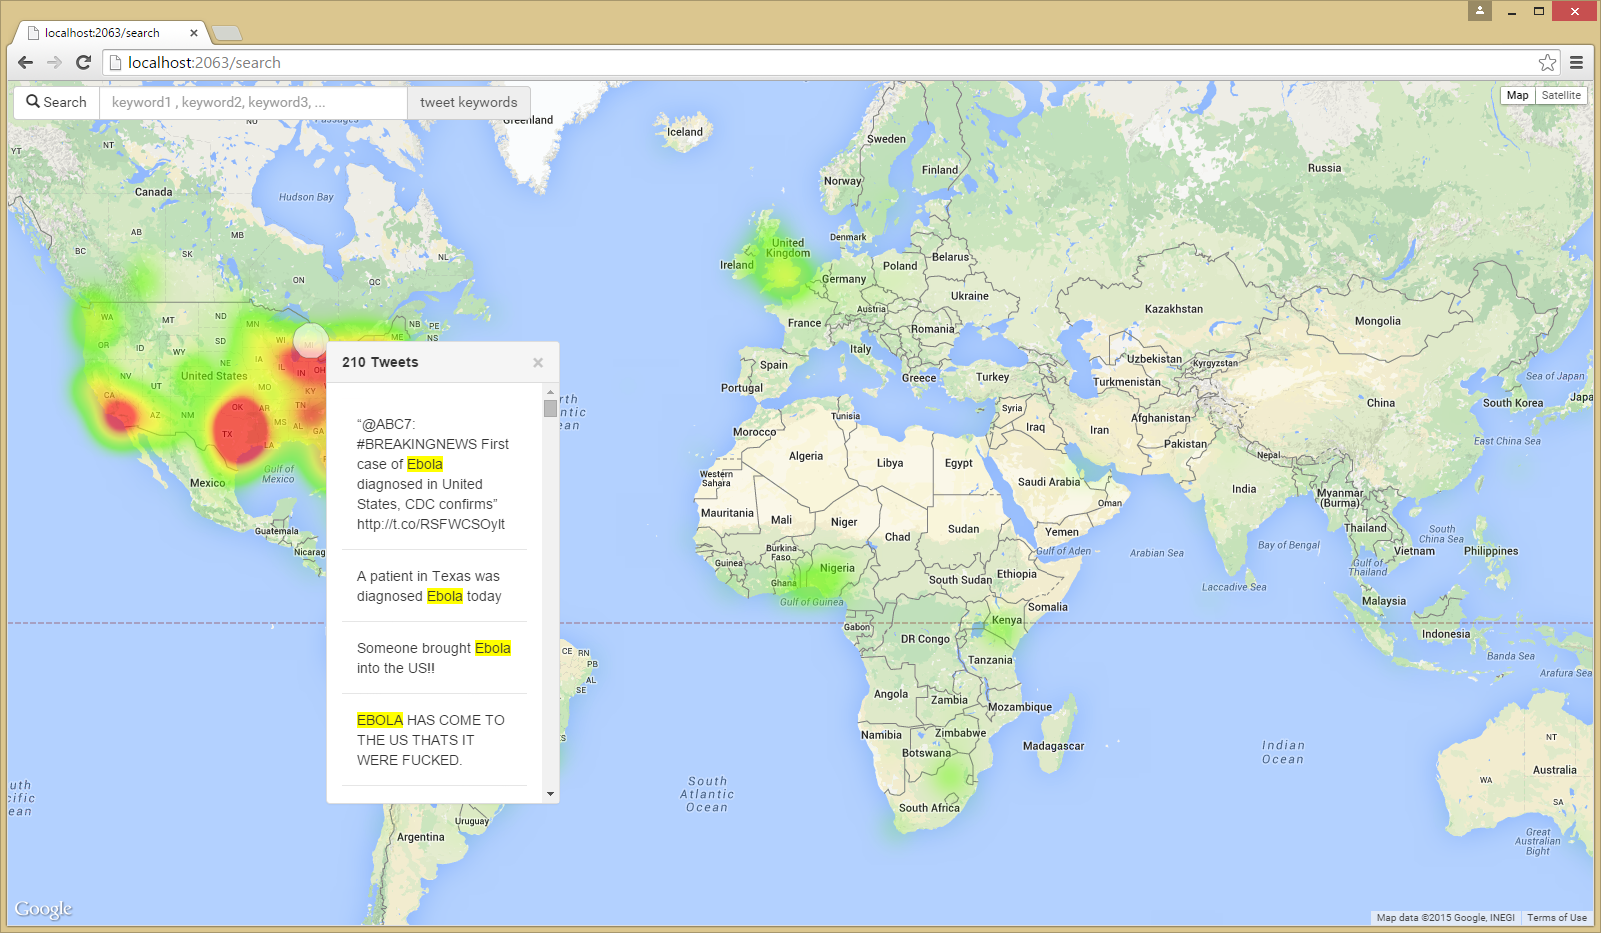 localhost:2063/search
localhost:2063/search
Search
keyword1 , keyword2, keyword3, ...
tweet keywords
Map
Satellite
Greenland
Iceland
Sweden
Finland
Norway
Russia
NU
Passages
NT
YT
Canada
Hudson Bay
AB
MB
BC
SK
NL
ON
QC
United Kingdom
Denmark
Ireland
Poland
Belarus
Germany
Ukraine
Kazakhstan
Austria
France
Romania
Mongolia
Italy
Spain
Portugal
Greece
Turkey
Uzbekistan
Kyrgyzstan
Turkmenistan
Sea of Japan
China
South Korea
Japa
Syria
Tunisia
Afghanistan
Iraq
Iran
Morocco
Pakistan
East China Sea
Algeria
Libya
Egypt
Nepal
Western Sahara
Saudi Arabia
India
Myanmar (Burma)
Oman
Mauritania
Mali
Niger
Chad
Sudan
Yemen
Thailand
South China Sea
Vietnam
Philippines
Gulf of Aden
Arabian Sea
Bay of Bengal
Burkina Faso
Guinea
Nigeria
Ghana
South Sudan
Ethiopia
Gulf of Thailand
Laccadive Sea
Gulf of Guinea
Somalia
Malaysia
Kenya
Gabon
DR Congo
Indonesia
Tanzania
Banda Sea
Arafura Sea
Angola
Zambia
Mozambique
Namibia
Zimbabwe
Madagascar
Botswana
Indian Ocean
South Africa
NT
WA
Australia
SA
Great Australian Bight
WA
MT
ND
MN
NB
PE
NS
OR
ID
WY
SD
WI
MI
ME
NE
IA
IL
IN
OH
NV
UT
United States
MO
KY
CA
AZ
NM
OK
AR
TN
MS
AL
GA
TX
LA
Gulf of Mexico
Mexico
Guatemala
Nicarag
rth
ntic
ean
CE
RN
PB
AL
SE
ES
South Atlantic Ocean
uth
cific
ean
Uruguay
Argentina
210 Tweets
“@ABC7:
#BREAKINGNEWS First
case of Ebola
diagnosed in United
States, CDC confirms”
http://t.co/RSFWCSOyIt
A patient in Texas was
diagnosed Ebola today
Someone brought Ebola
into the US!!
EBOLA HAS COME TO
THE US THATS IT
WERE FUCKED.
Google
Map data ©2015 Google, INEGI
Terms of Use